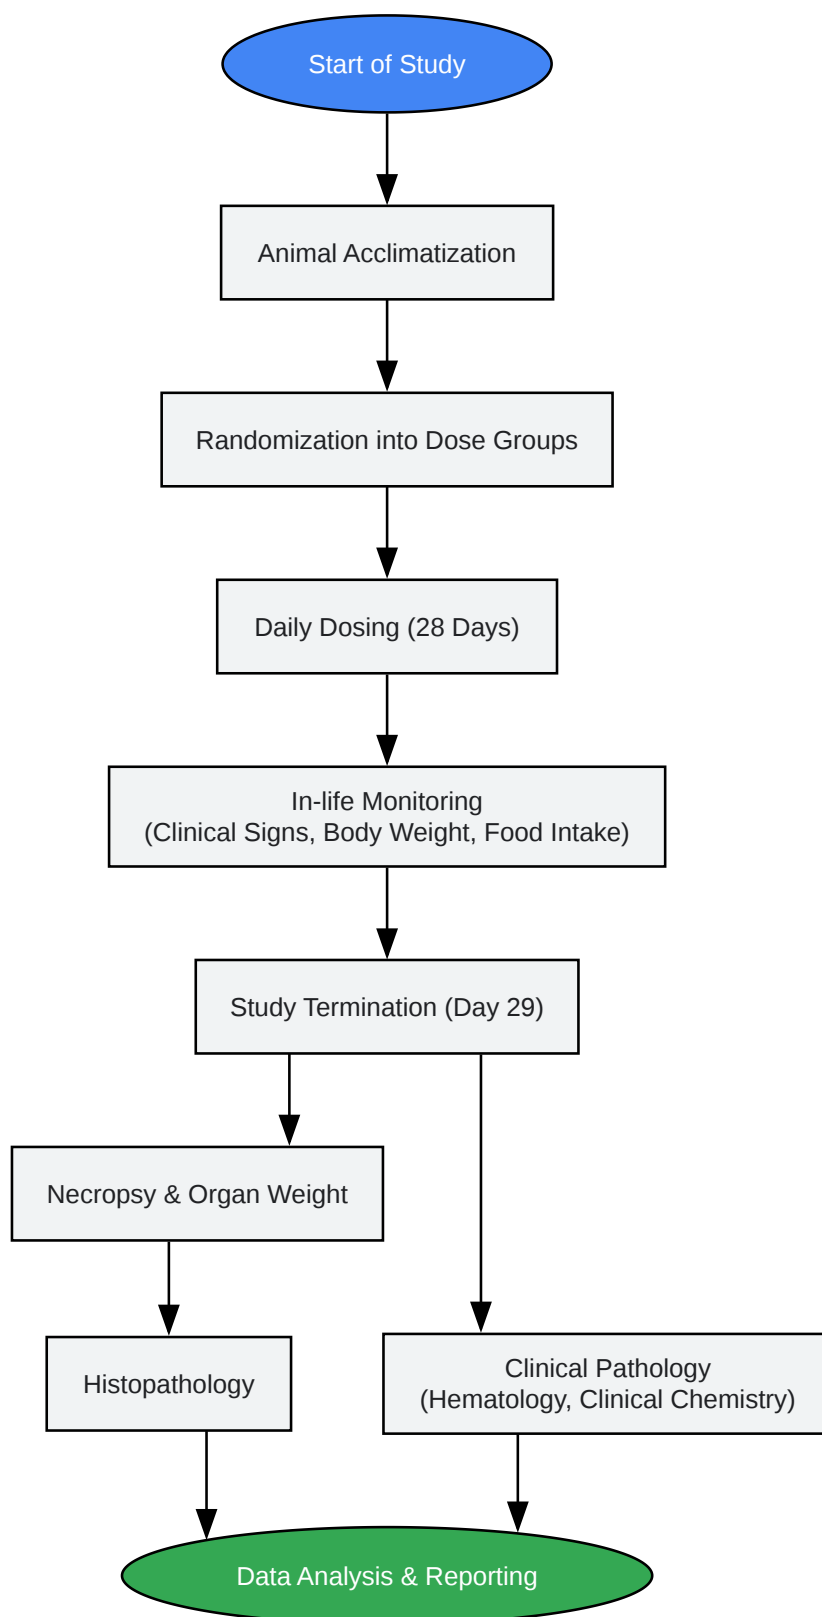 Start of Study
Animal Acclimatization
Randomization into Dose Groups
Daily Dosing (28 Days)
In-life Monitoring
(Clinical Signs, Body Weight, Food Intake)
Study Termination (Day 29)
Necropsy & Organ Weight
Histopathology
Clinical Pathology
(Hematology, Clinical Chemistry)
Data Analysis & Reporting